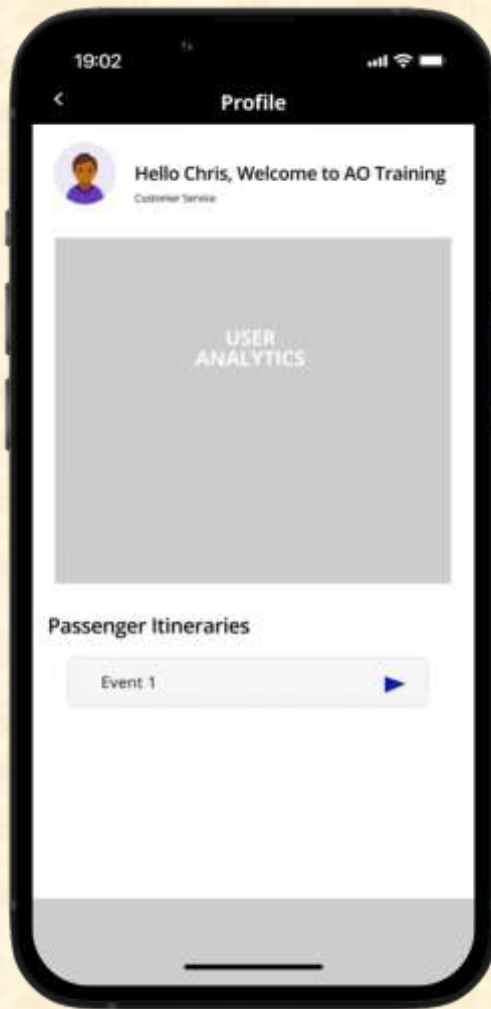 19:02
Profile
Hello Chris, Welcome to AO Training
Customer Service
USER
ANALYTICS
Passenger Itineraries
Event 1